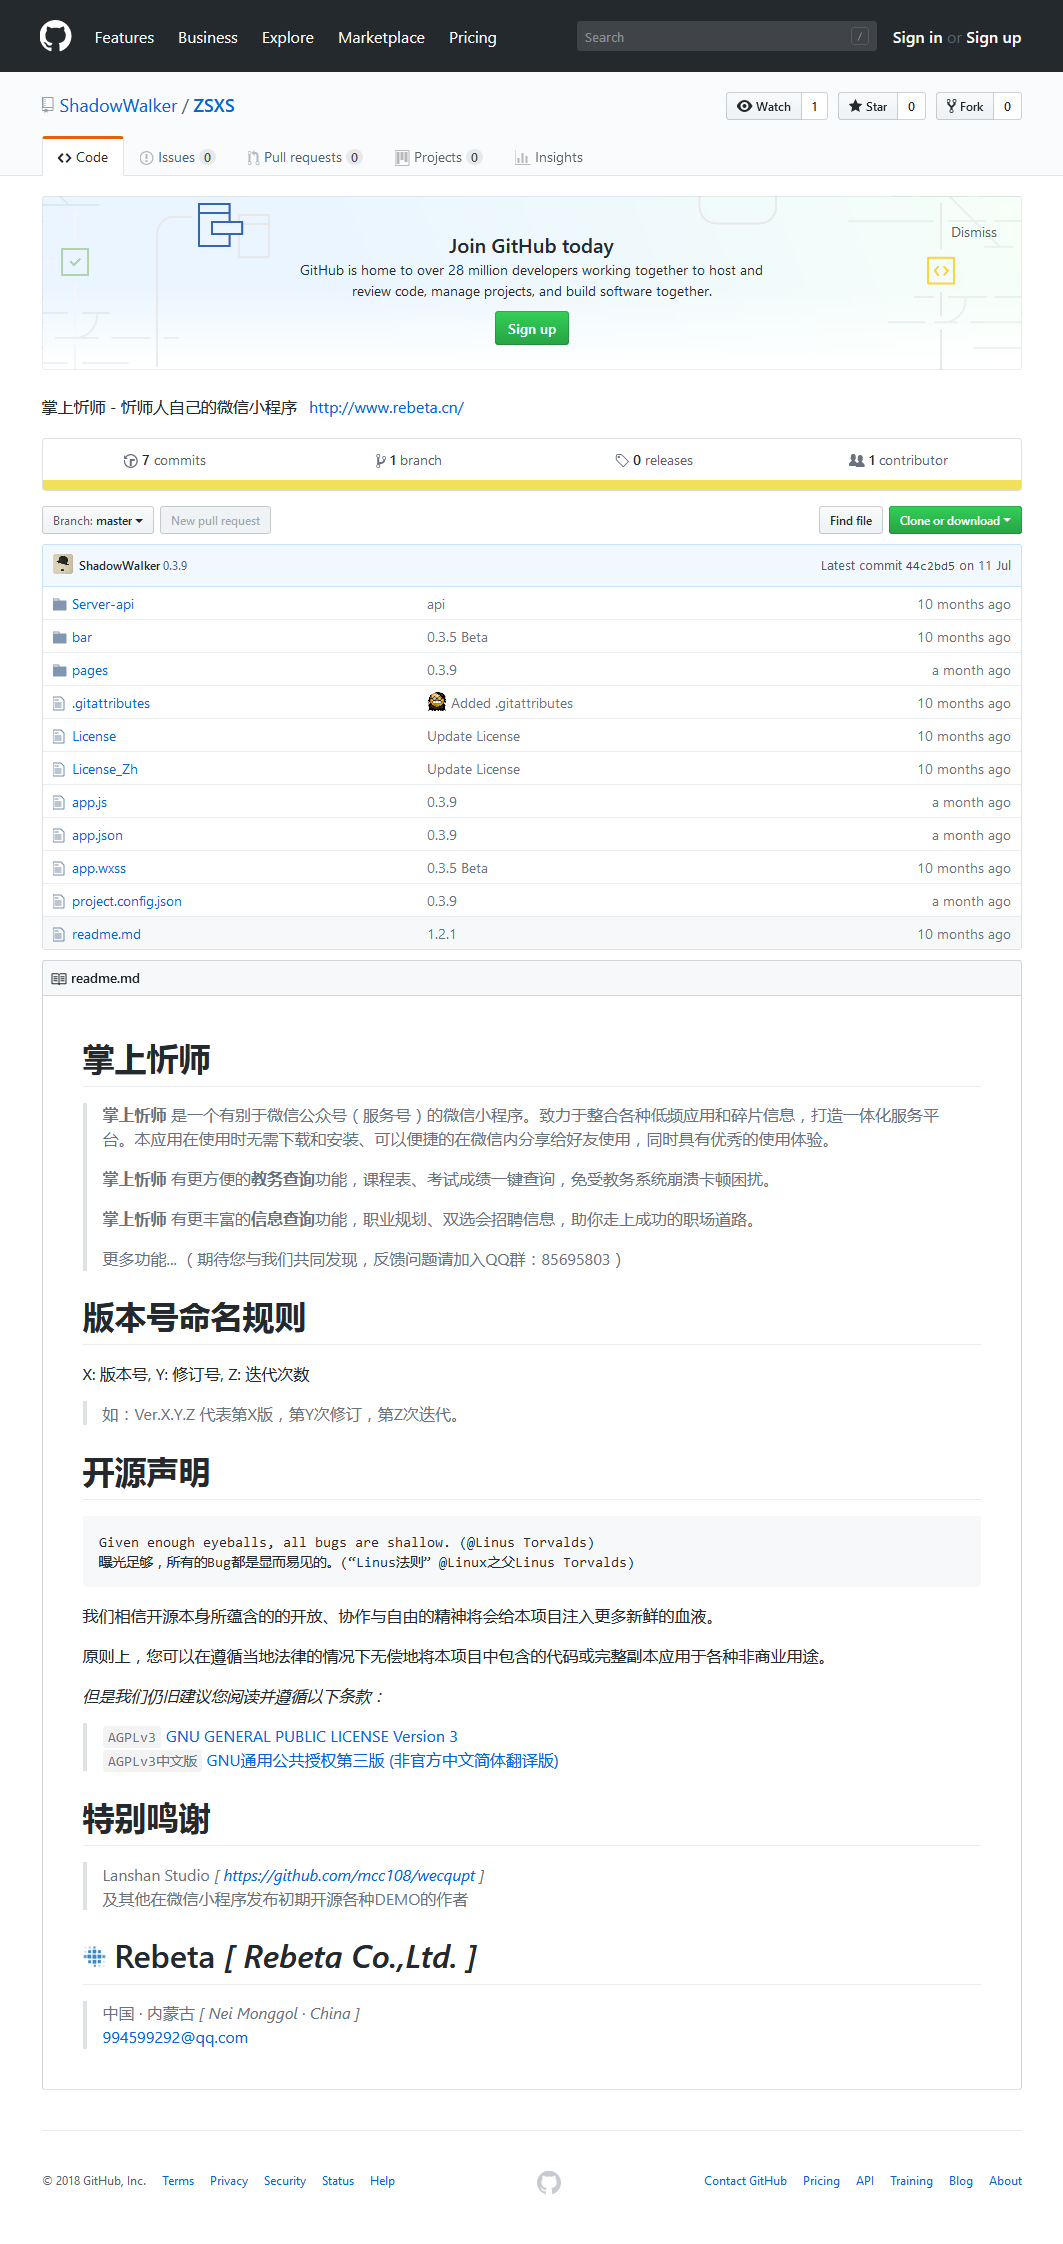 Features Business Explore Marketplace Pricing Search / Sign in or Sign up
ShadowWalker / ZSXS Watch 1 Star 0 Fork 0
Code Issues 0 Pull requests 0 Projects 0 Insights
Join GitHub today
Dismiss
GitHub is home to over 28 million developers working together to host and
review code, manage projects, and build software together.
Sign up
掌上忻师 - 忻师人自己的微信小程序 http://www.rebeta.cn/
7 commits 1 branch 0 releases 1 contributor
Branch: master New pull request Find file Clone or download
ShadowWalker 0.3.9 Latest commit 44c2bd5 on 11 Jul
Server-api api 10 months ago
bar 0.3.5 Beta 10 months ago
pages 0.3.9 a month ago
.gitattributes Added .gitattributes 10 months ago
License Update License 10 months ago
License_Zh Update License 10 months ago
app.js 0.3.9 a month ago
app.json 0.3.9 a month ago
app.wxss 0.3.5 Beta 10 months ago
project.config.json 0.3.9 a month ago
readme.md 1.2.1 10 months ago
readme.md
掌上忻师
掌上忻师 是一个有别于微信公众号（服务号）的微信小程序。致力于整合各种低频应用和碎片信息，打造一体化服务平
台。本应用在使用时无需下载和安装、可以便捷的在微信内分享给好友使用，同时具有优秀的使用体验。
掌上忻师 有更方便的教务查询功能，课程表、考试成绩一键查询，免受教务系统崩溃卡顿困扰。
掌上忻师 有更丰富的信息查询功能，职业规划、双选会招聘信息，助你走上成功的职场道路。
更多功能...（期待您与我们共同发现，反馈问题请加入QQ群：85695803）
版本号命名规则
X: 版本号, Y: 修订号, Z: 迭代次数
如：Ver.X.Y.Z 代表第X版，第Y次修订，第Z次迭代。
开源声明
Given enough eyeballs, all bugs are shallow. (@Linus Torvalds)
曝光足够，所有的Bug都是显而易见的。(“Linus法则” @Linux之父Linus Torvalds)
我们相信开源本身所蕴含的的开放、协作与自由的精神将会给本项目注入更多新鲜的血液。
原则上，您可以在遵循当地法律的情况下无偿地将本项目中包含的代码或完整副本应用于各种非商业用途。
但是我们仍旧建议您阅读并遵循以下条款：
AGPLv3 GNU GENERAL PUBLIC LICENSE Version 3
AGPLv3中文版 GNU通用公共授权第三版 (非官方中文简体翻译版)
特别鸣谢
Lanshan Studio [ https://github.com/mcc108/wecqupt ]
及其他在微信小程序发布初期开源各种DEMO的作者
Rebeta [ Rebeta Co.,Ltd. ]
中国 · 内蒙古 [ Nei Monggol · China ]
994599292@qq.com
© 2018 GitHub, Inc. Terms Privacy Security Status Help Contact GitHub Pricing API Training Blog About